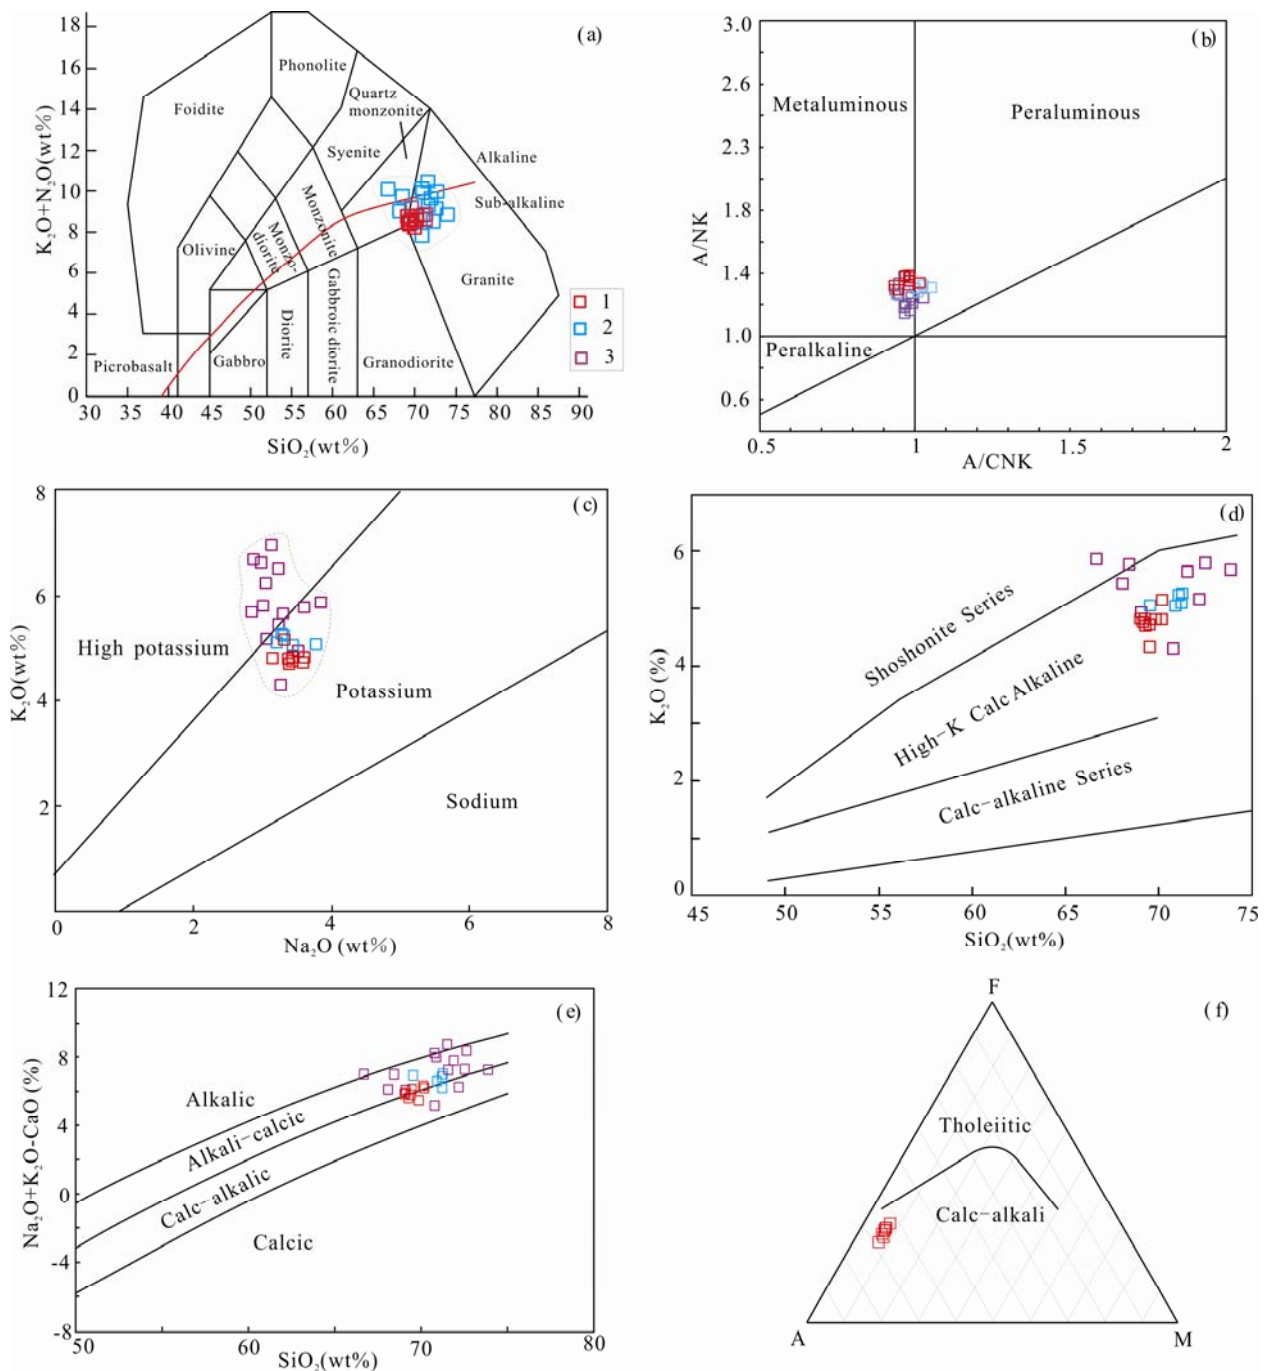 (a)
18
16
14
12
10
8
6
4
2
0
K₂O+N₂O(wt%)
Phonolite
Foidite
Quartz
monzonite
Syenite
Alkaline
Sub-alkaline
Monzonite
Olivine
Monzo-
diorite
Granite
Picrobasalt
Gabbro
Diorite
Gabbroic diorite
Granodiorite
1
2
3
30 35 40 45 50 55 60 65 70 75 80 85 90
SiO₂(wt%)
(b)
3.0
2.6
2.3
1.8
1.4
1.0
0.6
A/NK
Metaluminous
Peraluminous
Peralkaline
0.5 1 1.5 2
A/CNK
(c)
8
6
4
2
K₂O(wt%)
High potassium
Potassium
Sodium
0 2 4 6 8
Na₂O (wt%)
(d)
6
4
2
0
K₂O (%)
Shoshonite Series
High-K Calc Alkaline
Calc-alkaline Series
45 50 55 60 65 70 75
SiO₂(wt%)
(e)
12
8
4
0
-4
-8
Na₂O+K₂O-CaO (%)
Alkalic
Alkali-calcic
Calc-alkalic
Calcic
50 60 70 80
SiO₂(wt%)
(f)
F
Tholeiitic
Calc-alkali
A M